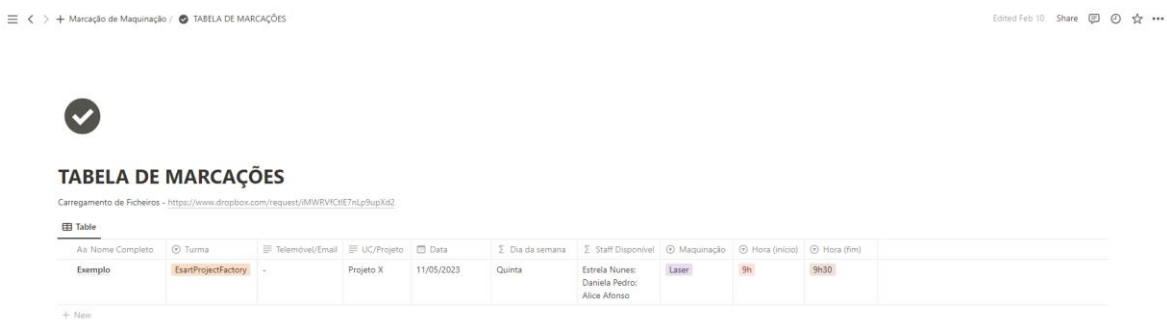 Marcação de Maquinação / TABELA DE MARCAÇÕES Edited Feb 10 Share
TABELA DE MARCAÇÕES
Carregamento de Ficheiros - https://www.dropbox.com/request/iMWRVfCtlE7nLp9upXd2
Table
Aa Nome Completo Turma Telemóvel/Email UC/Projeto Data Σ Dia da semana Σ Staff Disponível Maquinação Hora (início) Hora (fim)
Exemplo EsartProjectFactory - Projeto X 11/05/2023 Quinta Estrela Nunes: Laser 9h 9h30
Daniela Pedro:
Alice Afonso
+ New